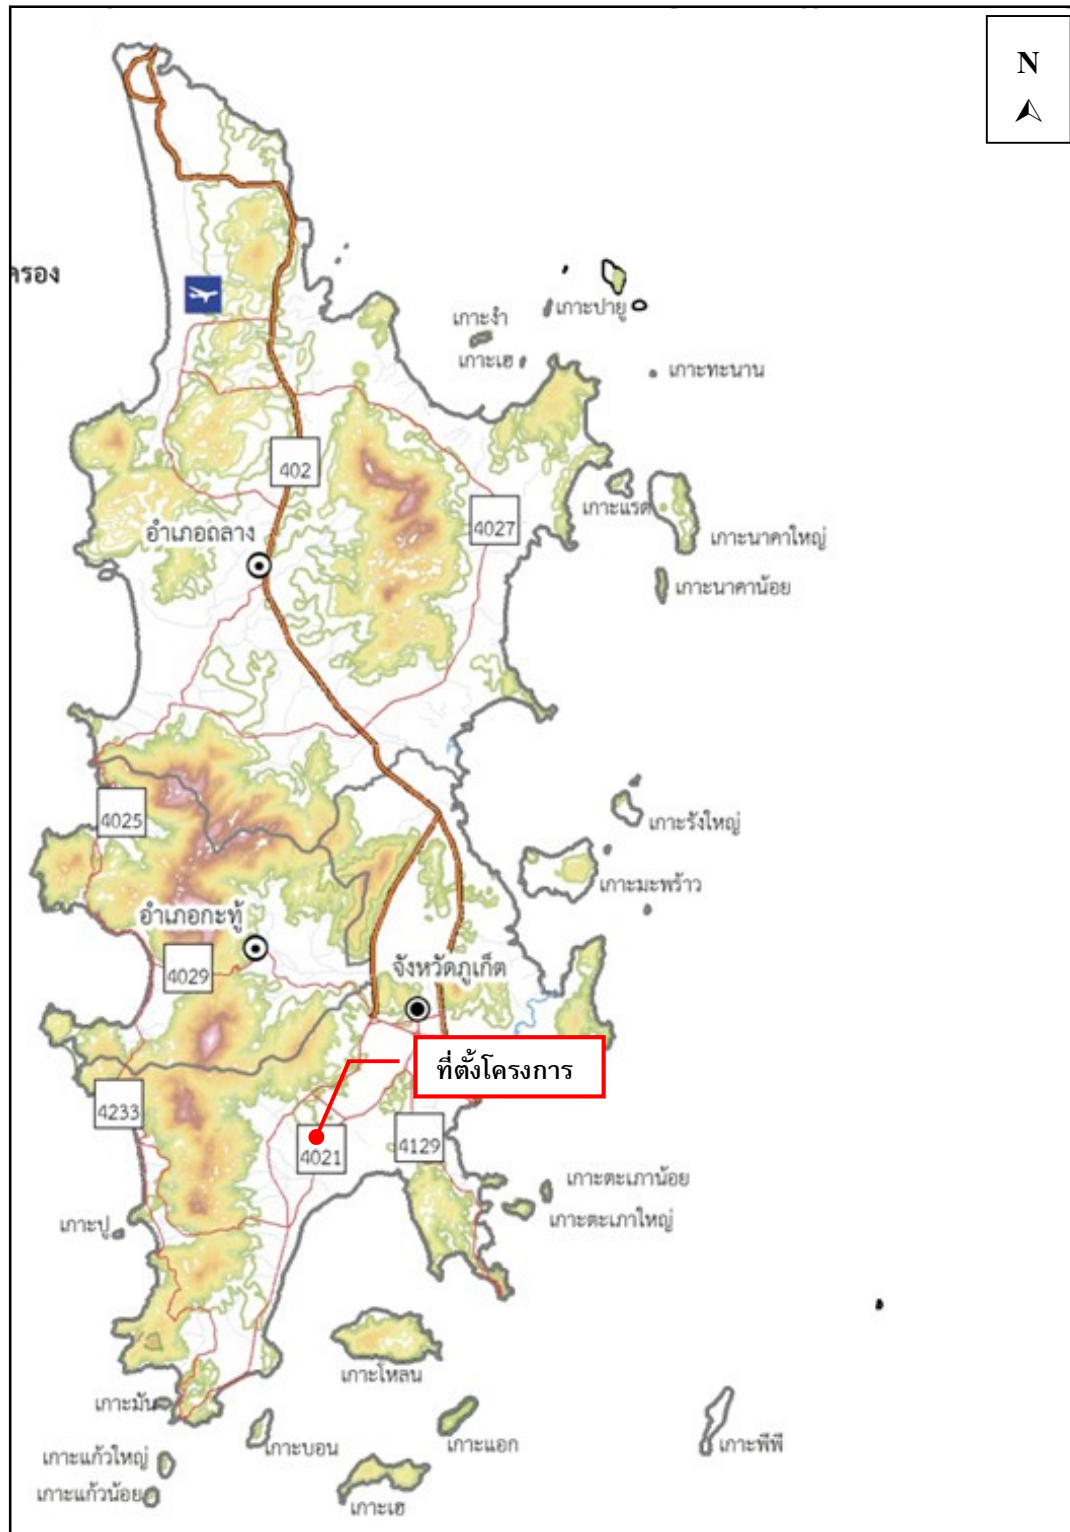 N
ครอง
เกาะงำ
เกาะปายู
เกาะเฮ
เกาะทะนาน
402
4027
เกาะแรด
เกาะนาคาใหญ่
อำเภอถลาง
เกาะนาคาน้อย
4025
เกาะรังใหญ่
เกาะมะพร้าว
อำเภอกะทู้
4029
จังหวัดภูเก็ต
ที่ตั้งโครงการ
4233
4021
4129
เกาะตะเภาน้อย
เกาะตะเภาใหญ่
เกาะปู
เกาะโหลน
เกาะมัน
เกาะบอน
เกาะแอก
เกาะพีพี
เกาะแก้วใหญ่
เกาะแก้วน้อย
เกาะเฮ